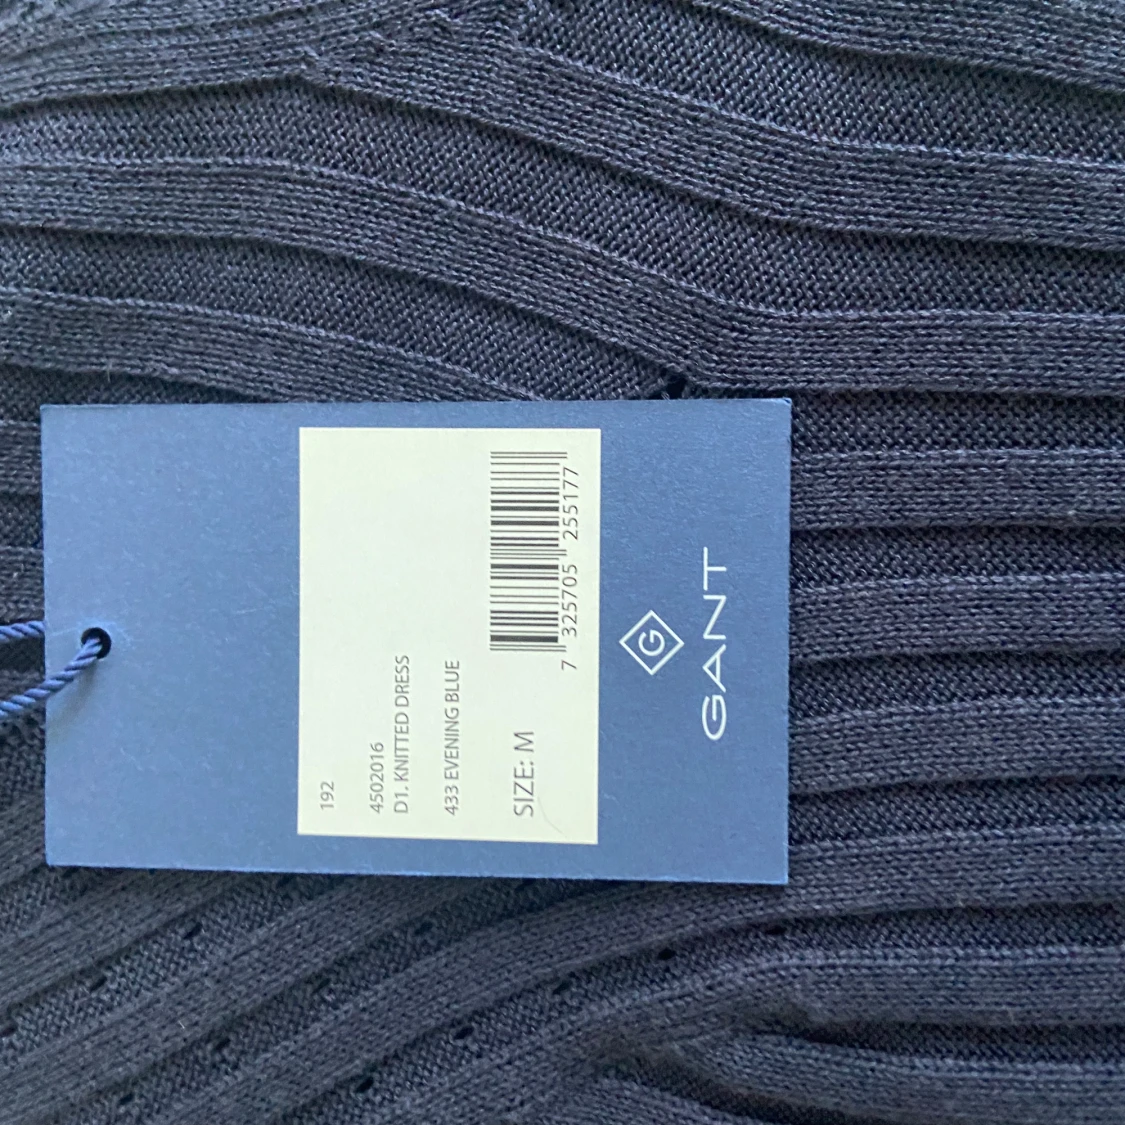 192
4502016
D1. KNITTED DRESS
433 EVENING BLUE
SIZE: M
7 325705 255177
G
GANT